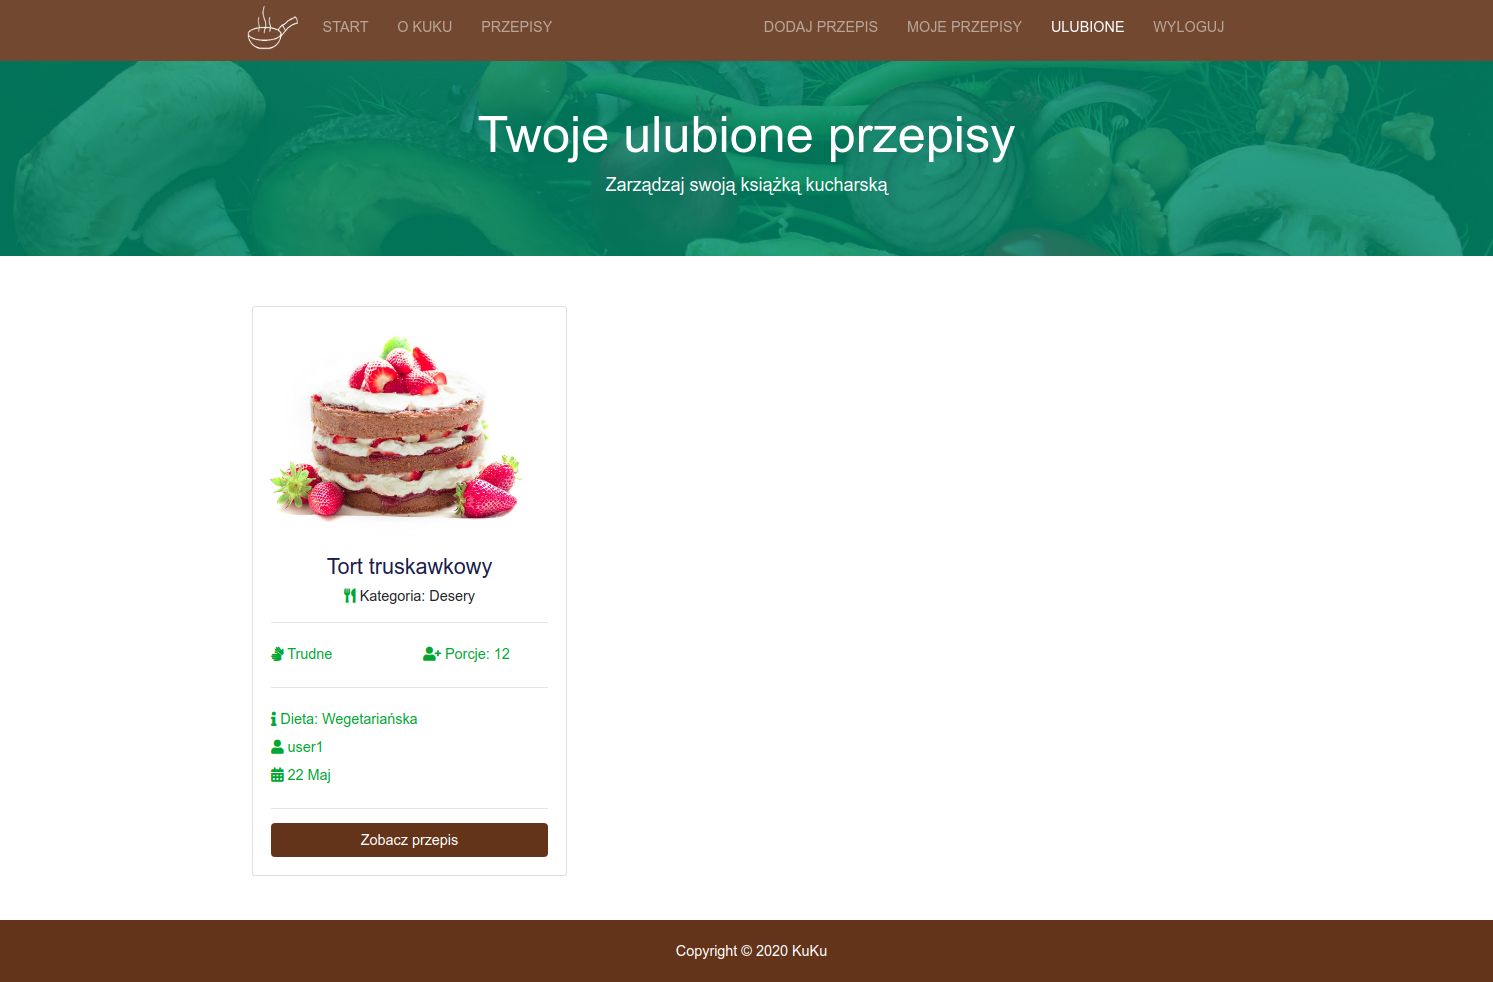 START O KUKU PRZEPISY DODAJ PRZEPIS MOJE PRZEPISY ULUBIONE WYLOGUJ
Twoje ulubione przepisy
Zarządzaj swoją książką kucharską
Tort truskawkowy
Kategoria: Desery
Trudne Porcje: 12
Dieta: Wegetariańska
user1
22 Maj
Zobacz przepis
Copyright © 2020 KuKu